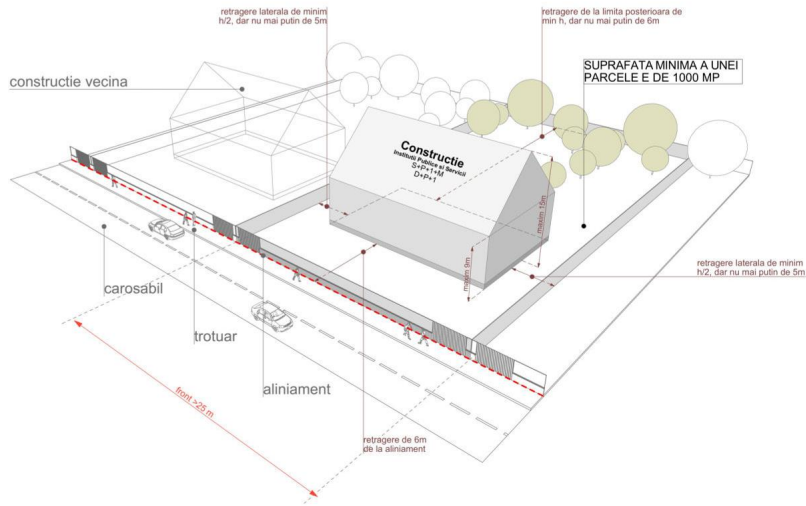 retragere laterala de minim
h/2, dar nu mai putin de 5m
retragere de la limita posterioara de
min h, dar nu mai putin de 6m
SUPRAFATA MINIMA A UNEI
PARCELE E DE 1000 MP
constructie vecina
Constructie
Institutii Publice si Servicii
S+P+1+M
D+P+1
maxim 15m
maxim 9m
retragere laterala de minim
h/2, dar nu mai putin de 5m
carosabil
trotuar
aliniament
front >25 m
retragere de 6m
de la aliniament